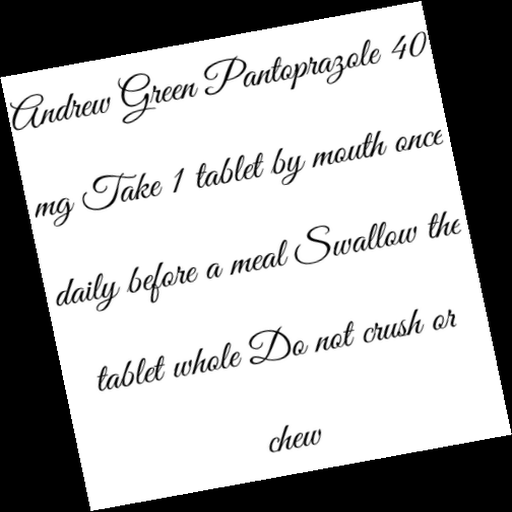 Andrew Green Pantoprazole 40
mg Take 1 tablet by mouth once
daily before a meal Swallow the
tablet whole Do not crush or
chew